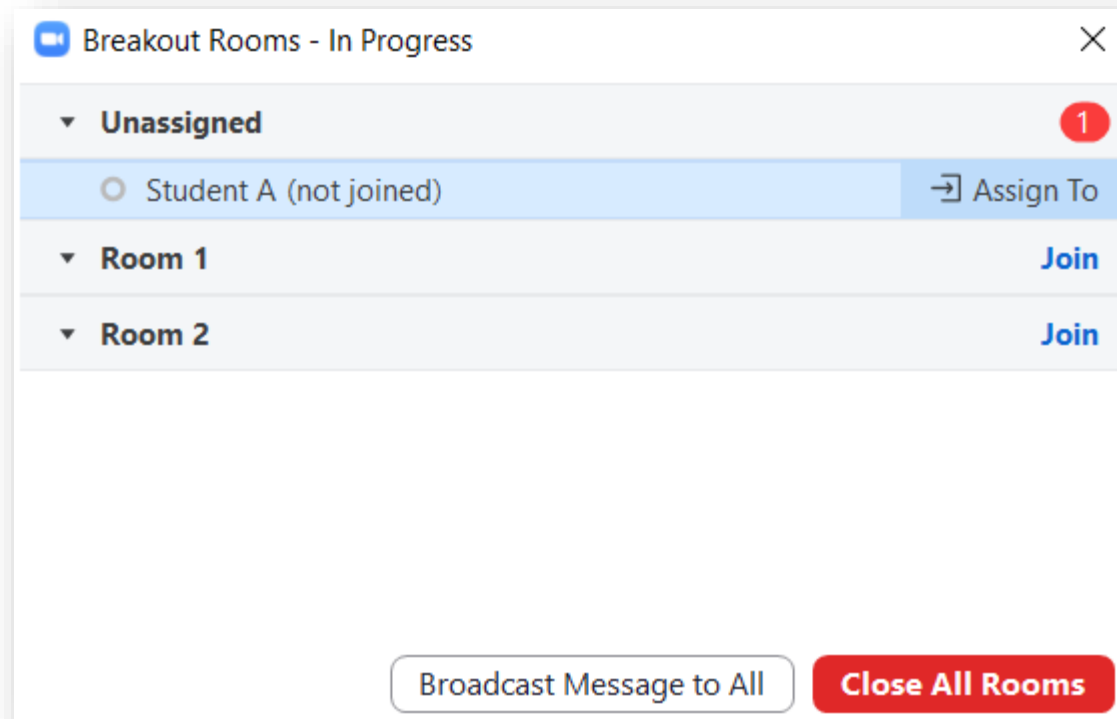 Breakout Rooms - In Progress
Unassigned 1
Student A (not joined) Assign To
Room 1 Join
Room 2 Join
Broadcast Message to All Close All Rooms